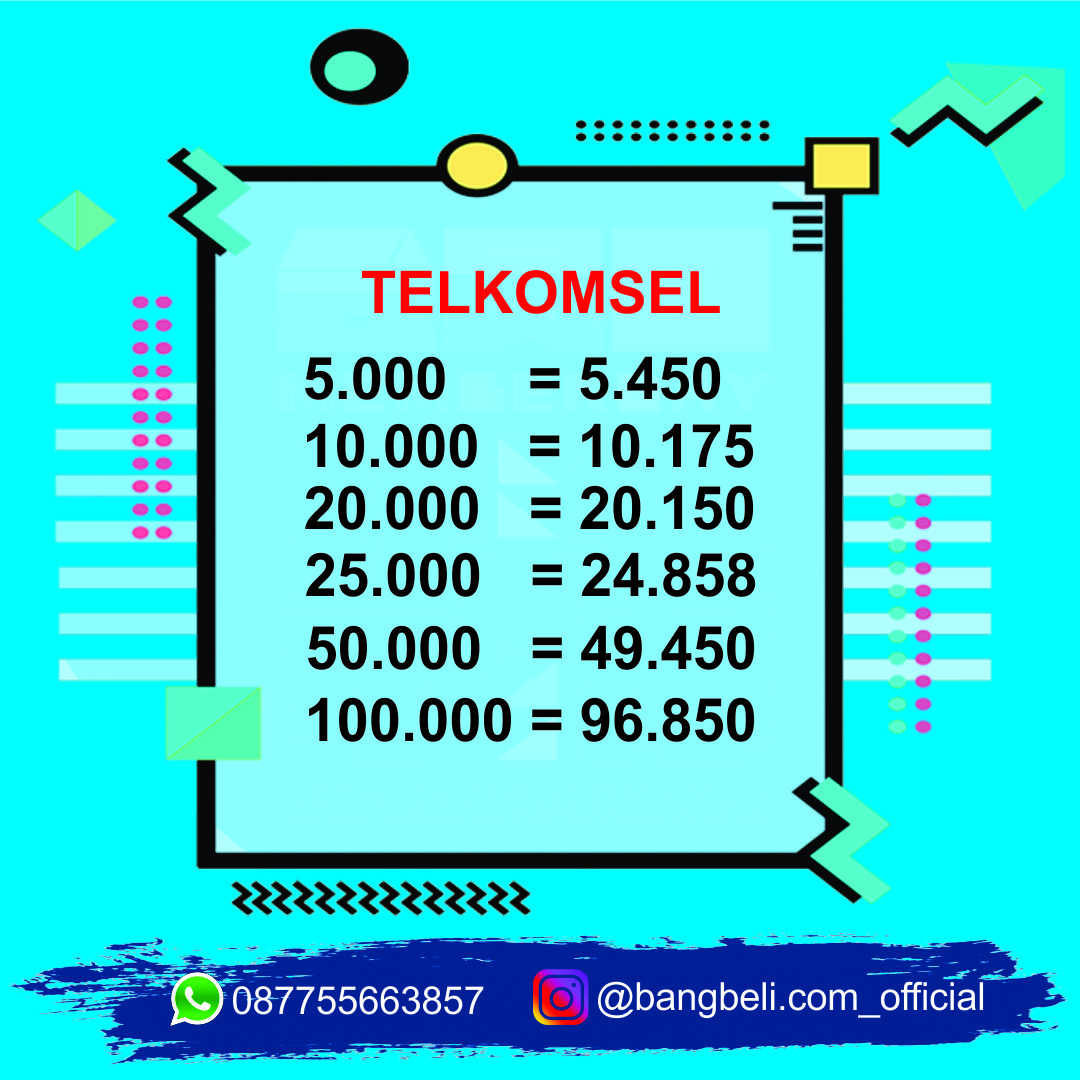 TELKOMSEL
5.000 = 5.450
10.000 = 10.175
20.000 = 20.150
25.000 = 24.858
50.000 = 49.450
100.000 = 96.850
087755663857 @bangbeli.com_official